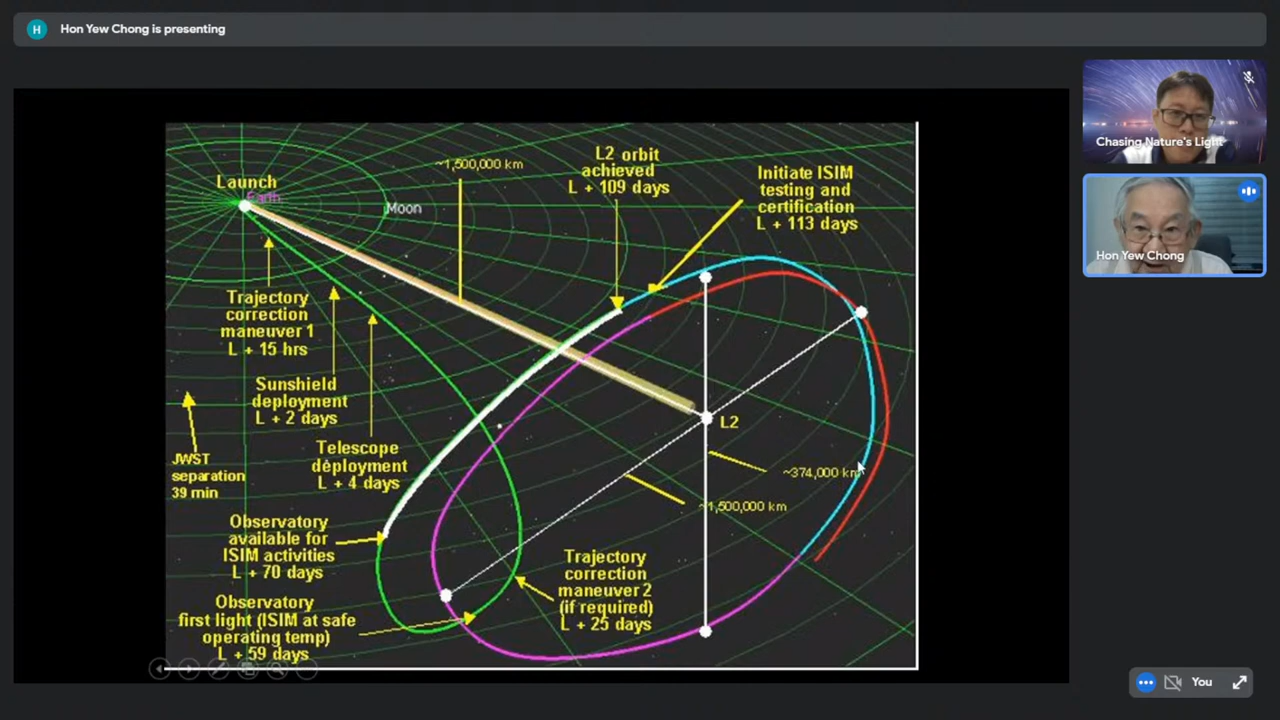 H
Hon Yew Chong is presenting
Chasing Nature's Light
Hon Yew Chong
Launch
Earth
Moon
~1,500,000 km
L2 orbit
achieved
L + 109 days
Initiate ISIM
testing and
certification
L + 113 days
Trajectory
correction
maneuver 1
L + 15 hrs
Sunshield
deployment
L + 2 days
Telescope
deployment
L + 4 days
JWST
separation
39 min
L2
~374,000 km
~1,500,000 km
Observatory
available for
ISIM activities
L + 70 days
Trajectory
correction
maneuver 2
(if required)
L + 25 days
Observatory
first light (ISIM at safe
operating temp)
L + 59 days
You